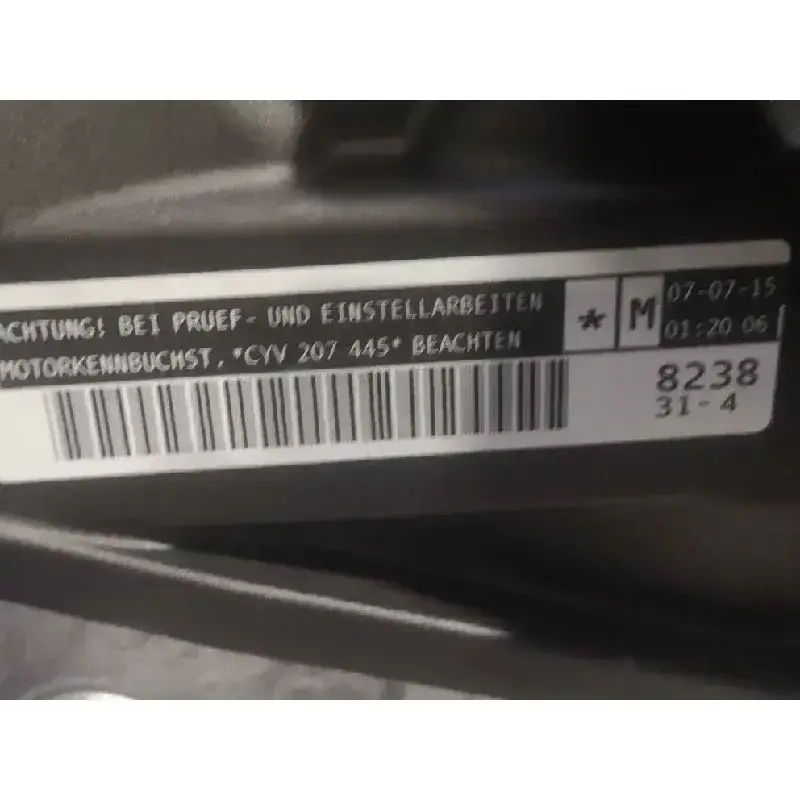 ACHTUNG! BEI PRUEF- UND EINSTELLARBEITEN
MOTORKENNBUCHST. *CYV 207 445* BEACHTEN
* M
07-07-15
01:20 06
8238
31-4